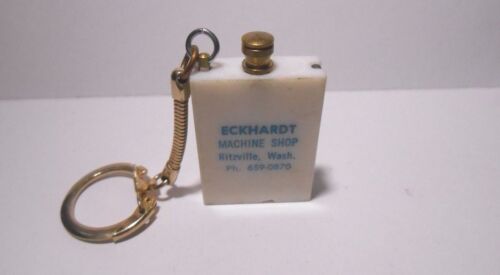 ECKHARDT
MACHINE SHOP
Ritzville, Wash.
Ph. 659-0870